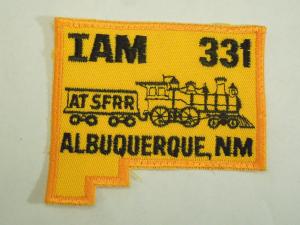 IAM 331
AT SFRR
ALBUQUERQUE, NM